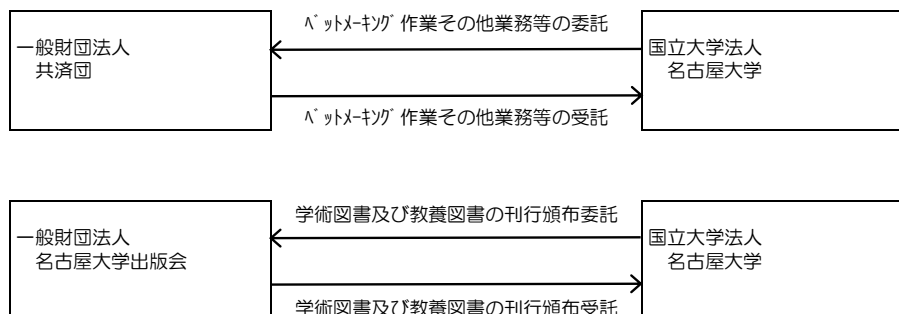 ﾍﾞｯﾄﾒｰｷﾝｸﾞ作業その他業務等の委託
一般財団法人
共済団
国立大学法人
名古屋大学
ﾍﾞｯﾄﾒｰｷﾝｸﾞ作業その他業務等の受託
学術図書及び教養図書の刊行頒布委託
一般財団法人
名古屋大学出版会
国立大学法人
名古屋大学
学術図書及び教養図書の刊行頒布受託